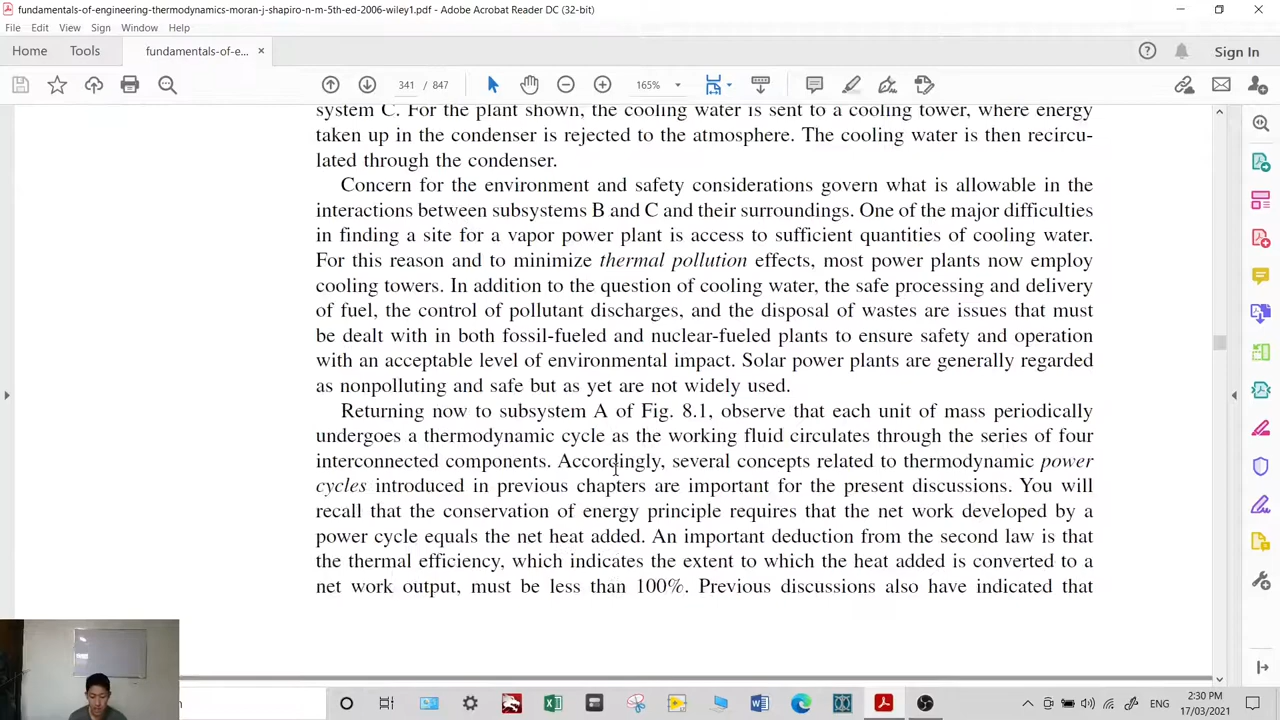 fundamentals-of-engineering-thermodynamics-moran-j-shapiro-n-m-5th-ed-2006-wiley1.pdf - Adobe Acrobat Reader DC (32-bit)
File Edit View Sign Window Help
Home Tools fundamentals-of-e... × Sign In
341 / 847 165%
system C. For the plant shown, the cooling water is sent to a cooling tower, where energy
taken up in the condenser is rejected to the atmosphere. The cooling water is then recircu-
lated through the condenser.
Concern for the environment and safety considerations govern what is allowable in the
interactions between subsystems B and C and their surroundings. One of the major difficulties
in finding a site for a vapor power plant is access to sufficient quantities of cooling water.
For this reason and to minimize thermal pollution effects, most power plants now employ
cooling towers. In addition to the question of cooling water, the safe processing and delivery
of fuel, the control of pollutant discharges, and the disposal of wastes are issues that must
be dealt with in both fossil-fueled and nuclear-fueled plants to ensure safety and operation
with an acceptable level of environmental impact. Solar power plants are generally regarded
as nonpolluting and safe but as yet are not widely used.
Returning now to subsystem A of Fig. 8.1, observe that each unit of mass periodically
undergoes a thermodynamic cycle as the working fluid circulates through the series of four
interconnected components. Accordingly, several concepts related to thermodynamic power
cycles introduced in previous chapters are important for the present discussions. You will
recall that the conservation of energy principle requires that the net work developed by a
power cycle equals the net heat added. An important deduction from the second law is that
the thermal efficiency, which indicates the extent to which the heat added is converted to a
net work output, must be less than 100%. Previous discussions also have indicated that
ENG
2:30 PM
17/03/2021